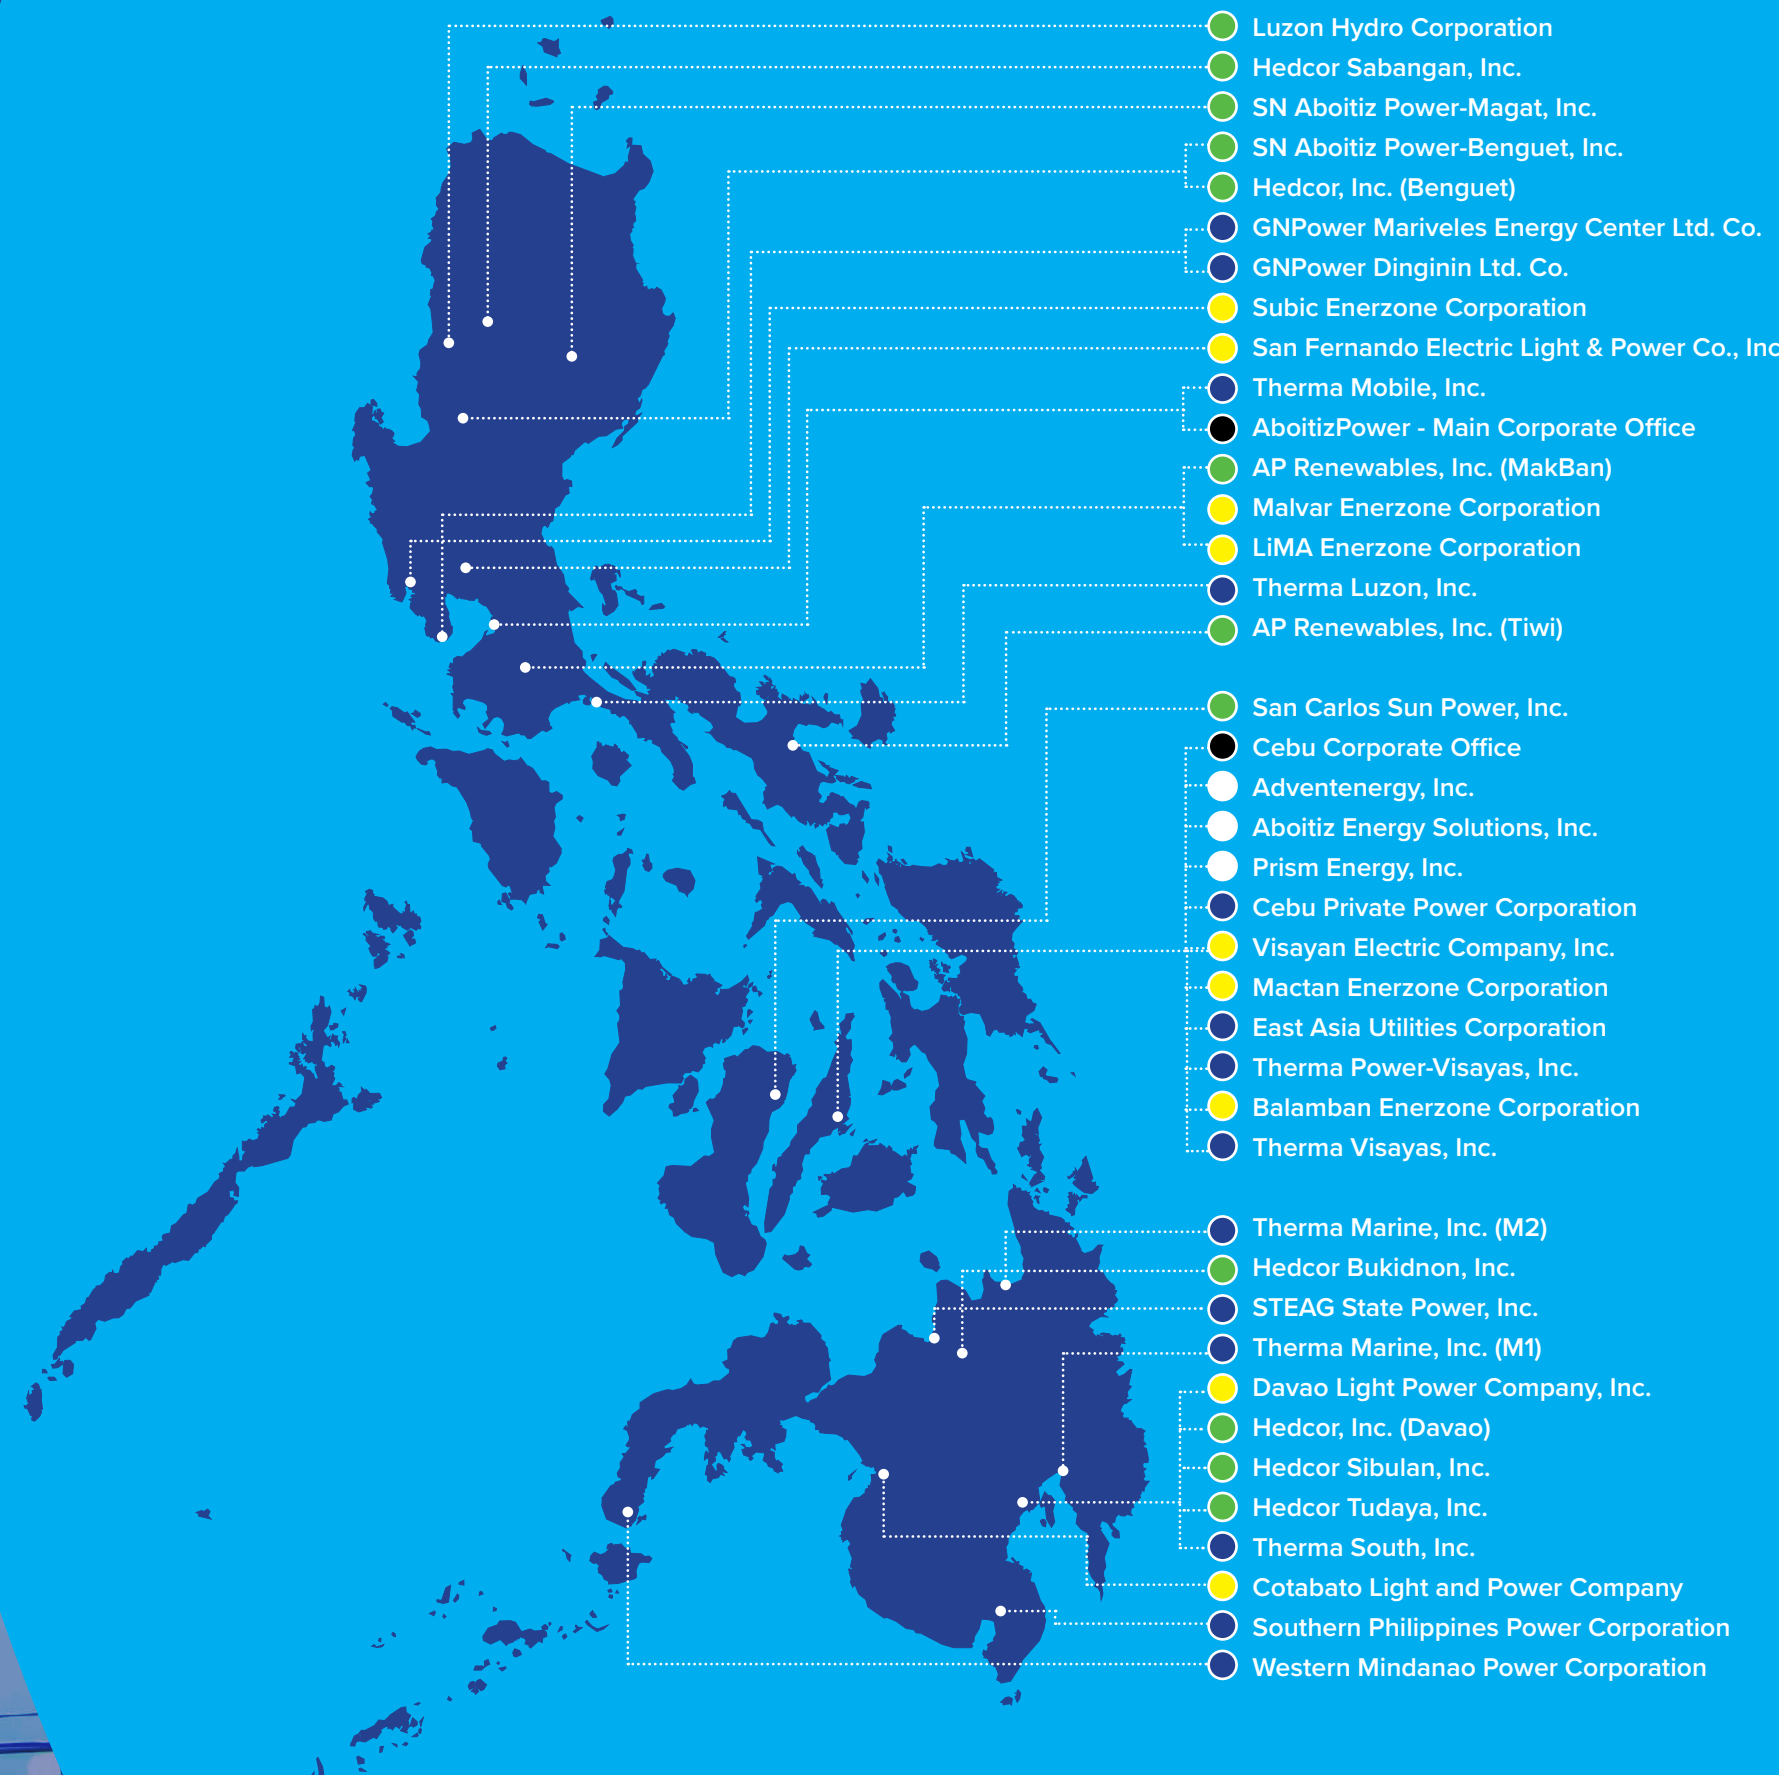 Luzon Hydro Corporation
Hedcor Sabangan, Inc.
SN Aboitiz Power-Magat, Inc.
SN Aboitiz Power-Benguet, Inc.
Hedcor, Inc. (Benguet)
GNPower Mariveles Energy Center Ltd. Co.
GNPower Dinginin Ltd. Co.
Subic Enerzone Corporation
San Fernando Electric Light & Power Co., Inc
Therma Mobile, Inc.
AboitizPower - Main Corporate Office
AP Renewables, Inc. (MakBan)
Malvar Enerzone Corporation
LiMA Enerzone Corporation
Therma Luzon, Inc.
AP Renewables, Inc. (Tiwi)
San Carlos Sun Power, Inc.
Cebu Corporate Office
Adventenergy, Inc.
Aboitiz Energy Solutions, Inc.
Prism Energy, Inc.
Cebu Private Power Corporation
Visayan Electric Company, Inc.
Mactan Enerzone Corporation
East Asia Utilities Corporation
Therma Power-Visayas, Inc.
Balamban Enerzone Corporation
Therma Visayas, Inc.
Therma Marine, Inc. (M2)
Hedcor Bukidnon, Inc.
STEAG State Power, Inc.
Therma Marine, Inc. (M1)
Davao Light Power Company, Inc.
Hedcor, Inc. (Davao)
Hedcor Sibulan, Inc.
Hedcor Tudaya, Inc.
Therma South, Inc.
Cotabato Light and Power Company
Southern Philippines Power Corporation
Western Mindanao Power Corporation